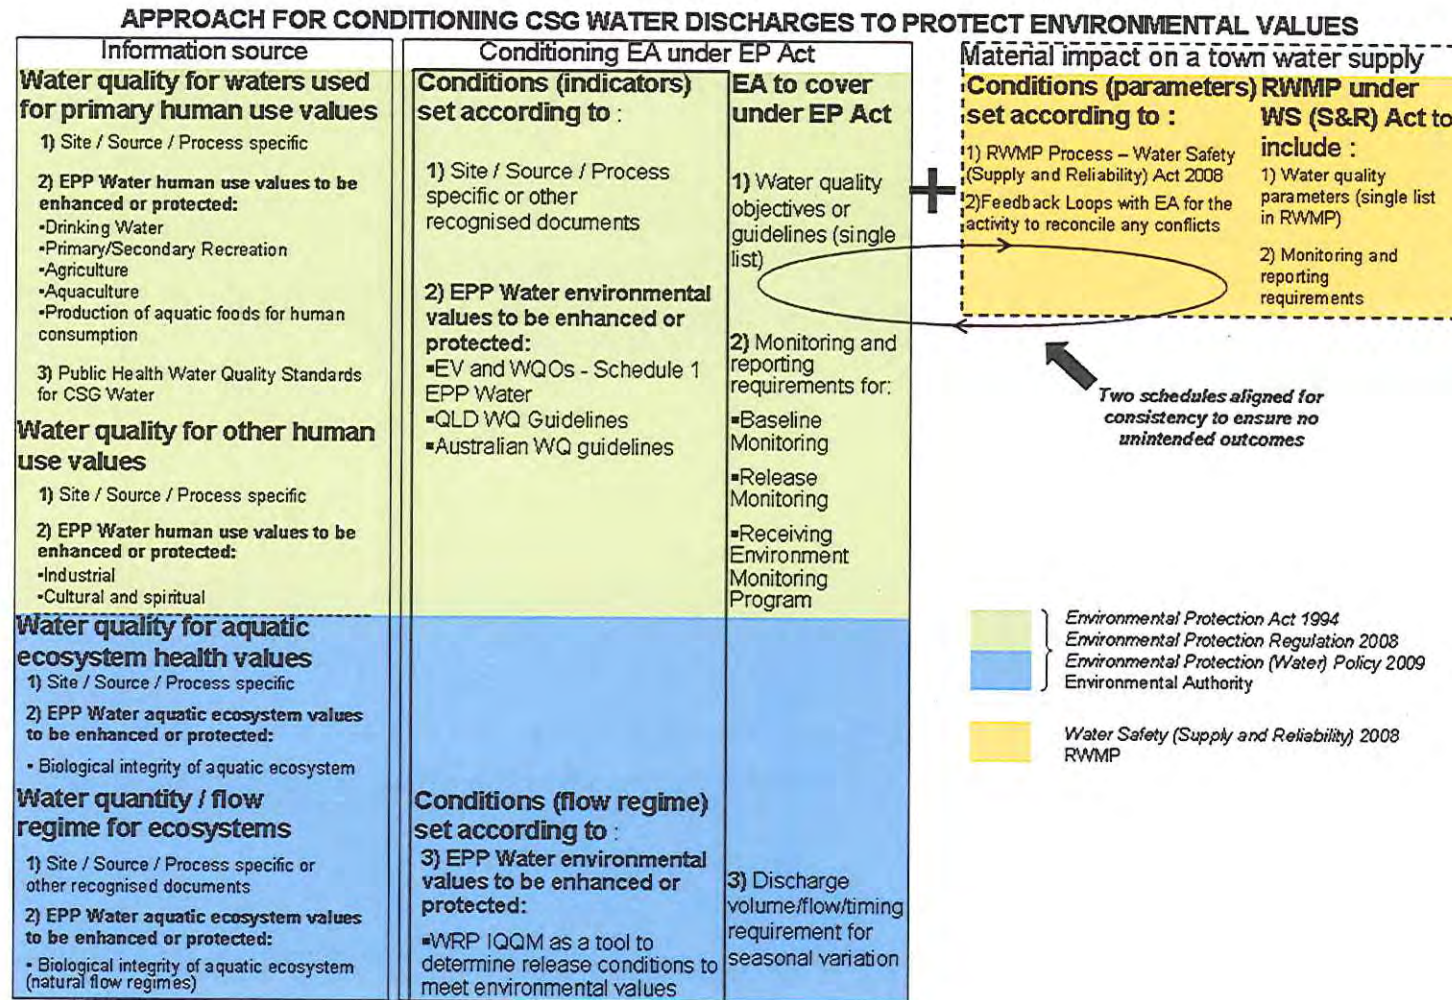 APPROACH FOR CONDITIONING CSG WATER DISCHARGES TO PROTECT ENVIRONMENTAL VALUES
Information source
Water quality for waters used
for primary human use values
1) Site / Source / Process specific
2) EPP Water human use values to be
enhanced or protected:
•Drinking Water
•Primary/Secondary Recreation
•Agriculture
•Aquaculture
•Production of aquatic foods for human
consumption
3) Public Health Water Quality Standards
for CSG Water
Water quality for other human
use values
1) Site / Source / Process specific
2) EPP Water human use values to be
enhanced or protected:
•Industrial
•Cultural and spiritual
Water quality for aquatic
ecosystem health values
1) Site / Source / Process specific
2) EPP Water aquatic ecosystem values
to be enhanced or protected:
• Biological integrity of aquatic ecosystem
Water quantity / flow
regime for ecosystems
1) Site / Source / Process specific or
other recognised documents
2) EPP Water aquatic ecosystem values
to be enhanced or protected:
• Biological integrity of aquatic ecosystem
(natural flow regimes)
Conditioning EA under EP Act
Conditions (indicators)
set according to :
1) Site / Source / Process
specific or other
recognised documents
2) EPP Water environmental
values to be enhanced or
protected:
▪EV and WQOs - Schedule 1
EPP Water
▪QLD WQ Guidelines
▪Australian WQ guidelines
Conditions (flow regime)
set according to :
3) EPP Water environmental
values to be enhanced or
protected:
▪WRP IQQM as a tool to
determine release conditions to
meet environmental values
EA to cover
under EP Act
1) Water quality
objectives or
guidelines (single
list)
2) Monitoring and
reporting
requirements for:
▪Baseline
Monitoring
▪Release
Monitoring
▪Receiving
Environment
Monitoring
Program
3) Discharge
volume/flow/timing
requirement for
seasonal variation
+
Material impact on a town water supply
Conditions (parameters)
set according to :
1) RWMP Process – Water Safety
(Supply and Reliability) Act 2008
2)Feedback Loops with EA for the
activity to reconcile any conflicts
RWMP under
WS (S&R) Act to
include :
1) Water quality
parameters (single list
in RWMP)
2) Monitoring and
reporting
requirements
Two schedules aligned for
consistency to ensure no
unintended outcomes
Environmental Protection Act 1994
Environmental Protection Regulation 2008
Environmental Protection (Water) Policy 2009
Environmental Authority
Water Safety (Supply and Reliability) 2008
RWMP